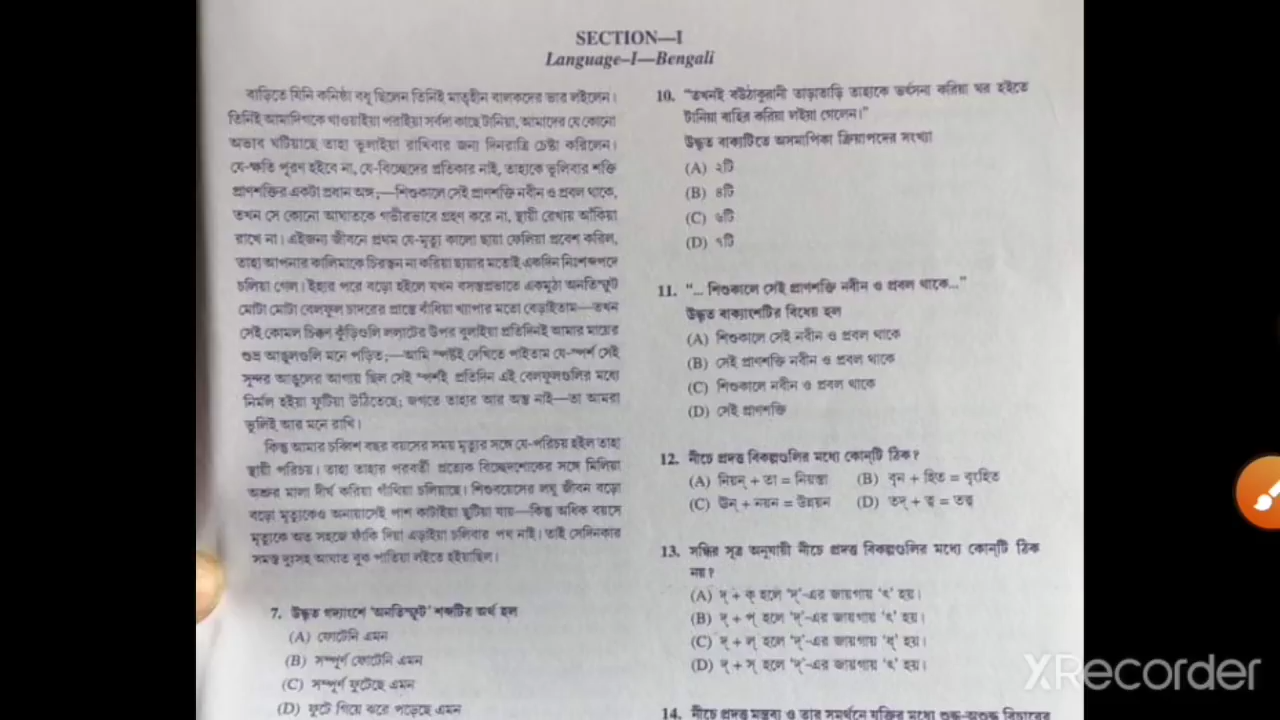 SECTION—I
Language–I—Bengali
বাড়িতে যিনি কনিষ্ঠা বধূ ছিলেন তিনিই মাতৃহীন বালকদের ভার লইলেন।
তিনিই আমাদিগকে খাওয়াইয়া পরাইয়া সর্বদা কাছে টানিয়া, আমাদের যে কোনো
অভাব ঘটিয়াছে তাহা ভুলাইয়া রাখিবার জন্য দিনরাত্রি চেষ্টা করিলেন।
যে-ক্ষতি পূরণ হইবে না, যে-বিচ্ছেদের প্রতিকার নাই, তাহাকে ভুলিবার শক্তি
প্রাণশক্তির একটা প্রধান অঙ্গ;—শিশুকালে সেই প্রাণশক্তি নবীন ও প্রবল থাকে,
তখন সে কোনো আঘাতকে গভীরভাবে গ্রহণ করে না, স্থায়ী রেখায় আঁকিয়া
রাখে না। এইজন্য জীবনে প্রথম যে-মৃত্যু কালো ছায়া ফেলিয়া প্রবেশ করিল,
তাহা আপনার কালিমাকে চিরন্তন না করিয়া ছায়ার মতোই একদিন নিঃশব্দপদে
চলিয়া গেল। ইহার পরে বড়ো হইলে যখন বসন্তপ্রভাতে একমুঠা অনতিস্ফুট
মোটা মোটা বেলফুল চাদরের প্রান্তে বাঁধিয়া খ্যাপার মতো বেড়াইতাম—তখন
সেই কোমল চিক্কণ কুঁড়িগুলি ললাটের উপর বুলাইয়া প্রতিদিনই আমার মায়ের
শুভ্র আঙুলগুলি মনে পড়িত;—আমি স্পষ্টই দেখিতে পাইতাম যে-স্পর্শ সেই
সুন্দর আঙুলের আগায় ছিল সেই স্পর্শই প্রতিদিন এই বেলফুলগুলির মধ্যে
নির্মল হইয়া ফুটিয়া উঠিতেছে; জগতে তাহার আর অন্ত নাই—তা আমরা
ভুলিই আর মনে রাখি।
কিন্তু আমার চব্বিশ বছর বয়সের সময় মৃত্যুর সঙ্গে যে-পরিচয় হইল তাহা
স্থায়ী পরিচয়। তাহা তাহার পরবর্তী প্রত্যেক বিচ্ছেদশোকের সঙ্গে মিলিয়া
অশ্রুর মালা দীর্ঘ করিয়া গাঁথিয়া চলিয়াছে। শিশুবয়সের লঘু জীবন বড়ো
বড়ো মৃত্যুকেও অনায়াসেই পাশ কাটাইয়া ছুটিয়া যায়—কিন্তু অধিক বয়সে
মৃত্যুকে অত সহজে ফাঁকি দিয়া এড়াইয়া চলিবার পথ নাই। তাই সেদিনকার
সমস্ত দুঃসহ আঘাত বুক পাতিয়া লইতে হইয়াছিল।
7. উদ্ধৃত গদ্যাংশে ‘অনতিস্ফুট’ শব্দটির অর্থ হল
(A) ফোটেনি এমন
(B) সম্পূর্ণ ফোটেনি এমন
(C) সম্পূর্ণ ফুটেছে এমন
(D) ফুটে গিয়ে ঝরে পড়েছে এমন
10. “তখনই বউঠাকুরানী তাড়াতাড়ি তাহাকে ভর্ৎসনা করিয়া ঘর হইতে
টানিয়া বাহির করিয়া লইয়া গেলেন।”
উদ্ধৃত বাক্যটিতে অসমাপিকা ক্রিয়াপদের সংখ্যা
(A) ২টি
(B) ৪টি
(C) ৬টি
(D) ৭টি
11. “... শিশুকালে সেই প্রাণশক্তি নবীন ও প্রবল থাকে...”
উদ্ধৃত বাক্যাংশটির বিধেয় হল
(A) শিশুকালে সেই নবীন ও প্রবল থাকে
(B) সেই প্রাণশক্তি নবীন ও প্রবল থাকে
(C) শিশুকালে নবীন ও প্রবল থাকে
(D) সেই প্রাণশক্তি
12. নীচে প্রদত্ত বিকল্পগুলির মধ্যে কোন্‌টি ঠিক?
(A) নিয়ন্ + তা = নিয়ন্তা (B) বৃন + হিত = বৃংহিত
(C) উন্ + নয়ন = উন্নয়ন (D) তদ্ + ত্ব = তত্ত্ব
13. সন্ধির সূত্র অনুযায়ী নীচে প্রদত্ত বিকল্পগুলির মধ্যে কোন্‌টি ঠিক
নয়?
(A) দ্ + ক্ হলে ‘দ্’-এর জায়গায় ‘ৎ’ হয়।
(B) দ্ + প্ হলে ‘দ্’-এর জায়গায় ‘ৎ’ হয়।
(C) দ্ + ল্ হলে ‘দ্’-এর জায়গায় ‘ব্’ হয়।
(D) দ্ + স্ হলে ‘দ্’-এর জায়গায় ‘ৎ’ হয়।
14. নীচে প্রদত্ত মন্তব্য ও তার সমর্থনে যুক্তির মধ্যে শুদ্ধ-অশুদ্ধ বিচারের
XRecorder